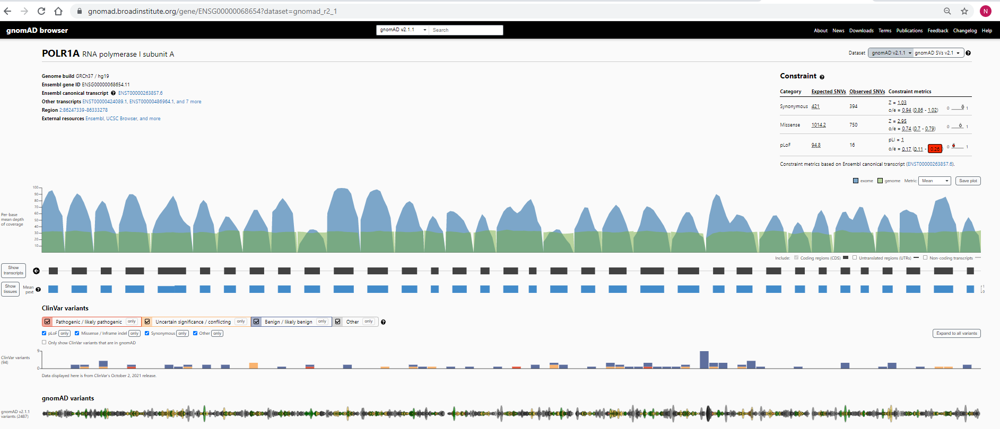 gnomad.broadinstitute.org/gene/ENSG00000068654?dataset=gnomad_r2_1
N
gnomAD browser
gnomAD v2.1.1
Search
About News Downloads Terms Publications Feedback Changelog Help
POLR1A RNA polymerase I subunit A
Dataset gnomAD v2.1.1 gnomAD SVs v2.1 ?
Genome build GRCh37 / hg19
Ensembl gene ID ENSG00000068654.11
Ensembl canonical transcript ? ENST00000263857.6
Other transcripts ENST00000424089.1, ENST00000486964.1, and 7 more
Region 2:86247339-86333278
External resources Ensembl, UCSC Browser, and more
Constraint ?
Category Expected SNVs Observed SNVs Constraint metrics
Synonymous 421 394 Z = 1.03
o/e = 0.94 (0.86 - 1.02) 0 1
Missense 1014.2 750 Z = 2.95
o/e = 0.74 (0.7 - 0.79) 0 1
pLoF 94.8 16 pLI = 1
o/e = 0.17 (0.11 - 0.26) 0 1
Constraint metrics based on Ensembl canonical transcript (ENST00000263857.6).
exome genome Metric: Mean Save plot
Per-base
mean depth
of coverage
100
90
80
70
60
50
40
30
20
10
Include: Coding regions (CDS) Untranslated regions (UTRs) Non-coding transcripts
Show
transcripts
Show
tissues
Mean
pext ?
1
0
ClinVar variants
Pathogenic / likely pathogenic only Uncertain significance / conflicting only Benign / likely benign only Other only ?
pLoF only Missense / Inframe indel only Synonymous only Other only
Expand to all variants
Only show ClinVar variants that are in gnomAD
ClinVar variants
(94)
9
0
Data displayed here is from ClinVar's October 2, 2021 release.
gnomAD variants
gnomAD v2.1.1
variants (2487)